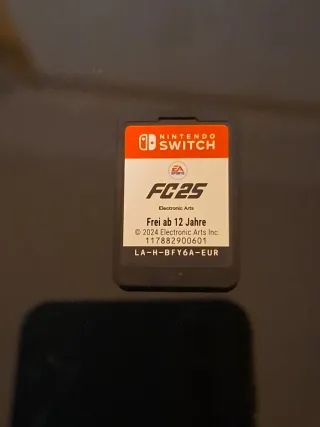 NINTENDO
SWITCH
EA
SPORTS
FC25
Electronic Arts
Frei ab 12 Jahre
© 2024 Electronic Arts Inc.
117882900601
LA-H-BFY6A-EUR